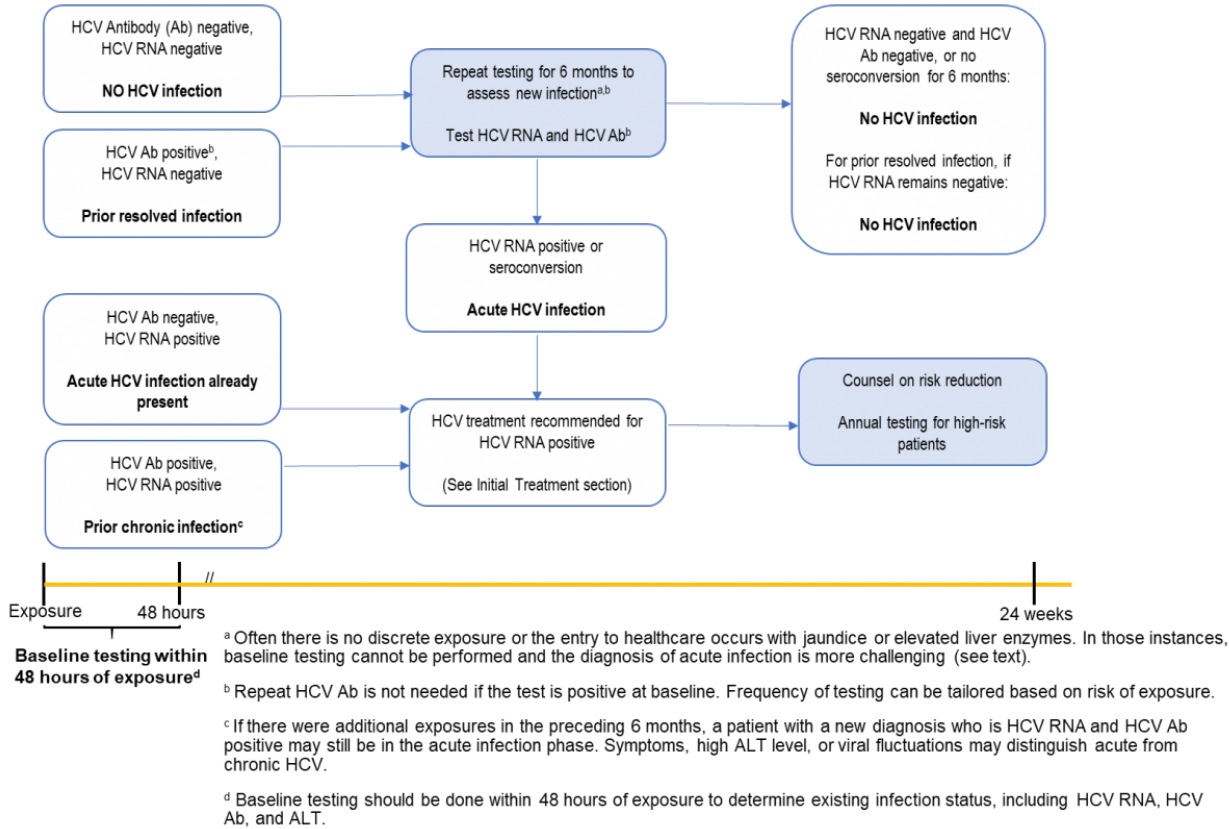 HCV Antibody (Ab) negative,
HCV RNA negative
NO HCV infection
HCV Ab positiveᵇ,
HCV RNA negative
Prior resolved infection
HCV Ab negative,
HCV RNA positive
Acute HCV infection already
present
HCV Ab positive,
HCV RNA positive
Prior chronic infectionᶜ
Repeat testing for 6 months to
assess new infectionᵃ,ᵇ
Test HCV RNA and HCV Abᵇ
HCV RNA positive or
seroconversion
Acute HCV infection
HCV treatment recommended for
HCV RNA positive
(See Initial Treatment section)
HCV RNA negative and HCV
Ab negative, or no
seroconversion for 6 months:
No HCV infection
For prior resolved infection, if
HCV RNA remains negative:
No HCV infection
Counsel on risk reduction
Annual testing for high-risk
patients
//
Exposure
48 hours
24 weeks
Baseline testing within
48 hours of exposureᵈ
ᵃ Often there is no discrete exposure or the entry to healthcare occurs with jaundice or elevated liver enzymes. In those instances,
baseline testing cannot be performed and the diagnosis of acute infection is more challenging (see text).
ᵇ Repeat HCV Ab is not needed if the test is positive at baseline. Frequency of testing can be tailored based on risk of exposure.
ᶜ If there were additional exposures in the preceding 6 months, a patient with a new diagnosis who is HCV RNA and HCV Ab
positive may still be in the acute infection phase. Symptoms, high ALT level, or viral fluctuations may distinguish acute from
chronic HCV.
ᵈ Baseline testing should be done within 48 hours of exposure to determine existing infection status, including HCV RNA, HCV
Ab, and ALT.